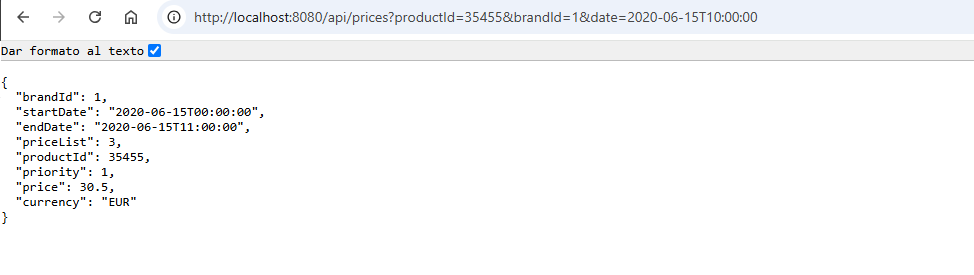 http://localhost:8080/api/prices?productId=35455&brandId=1&date=2020-06-15T10:00:00
Dar formato al texto
{
  "brandId": 1,
  "startDate": "2020-06-15T00:00:00",
  "endDate": "2020-06-15T11:00:00",
  "priceList": 3,
  "productId": 35455,
  "priority": 1,
  "price": 30.5,
  "currency": "EUR"
}